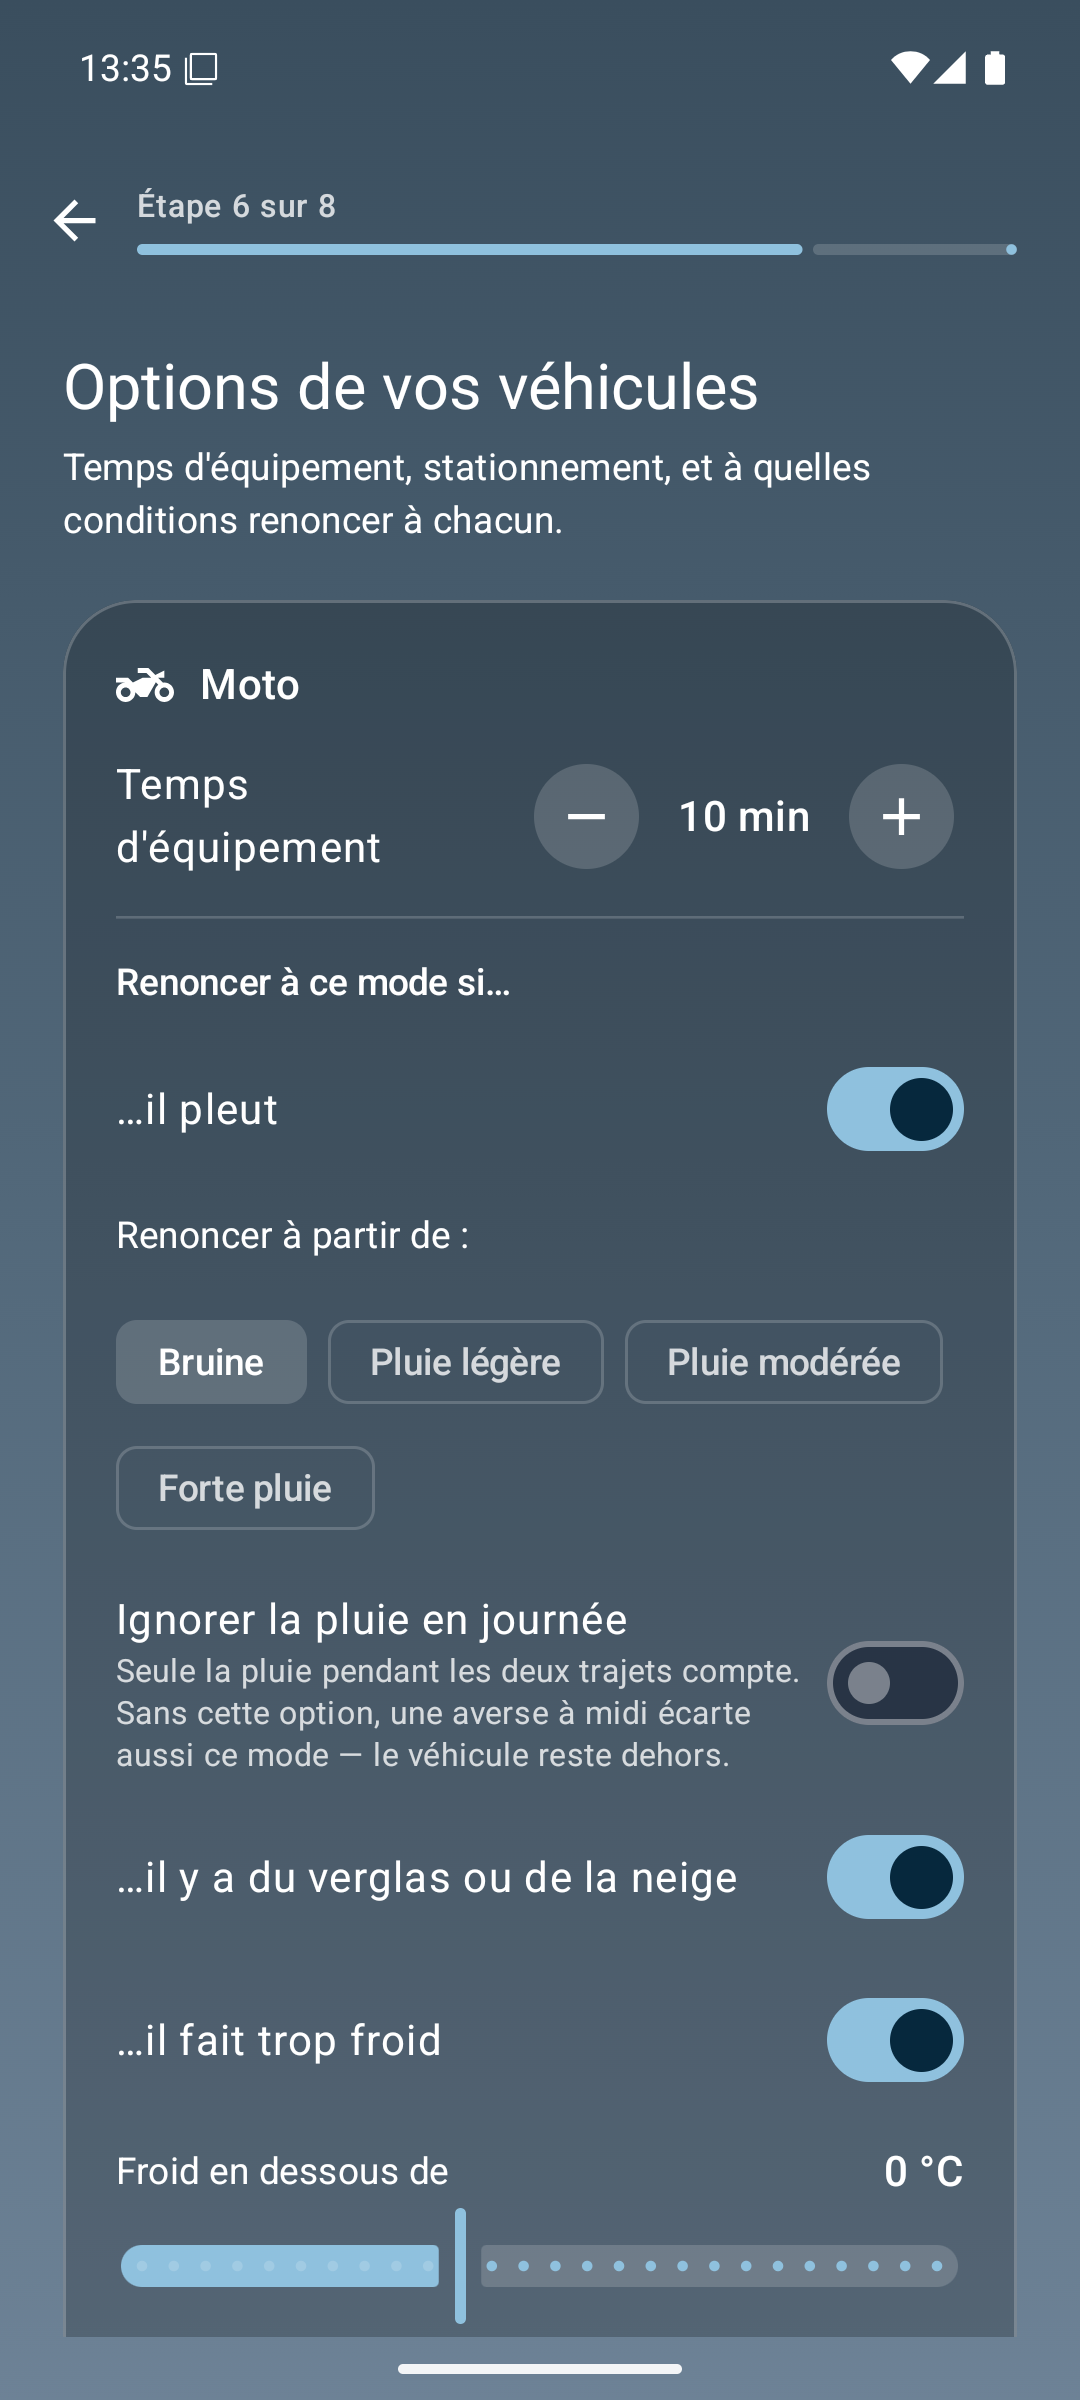 13:35
Étape 6 sur 8
Options de vos véhicules
Temps d'équipement, stationnement, et à quelles
conditions renoncer à chacun.
Moto
Temps
d'équipement
10 min
Renoncer à ce mode si…
…il pleut
Renoncer à partir de :
Bruine
Pluie légère
Pluie modérée
Forte pluie
Ignorer la pluie en journée
Seule la pluie pendant les deux trajets compte.
Sans cette option, une averse à midi écarte
aussi ce mode — le véhicule reste dehors.
…il y a du verglas ou de la neige
…il fait trop froid
Froid en dessous de
0 °C